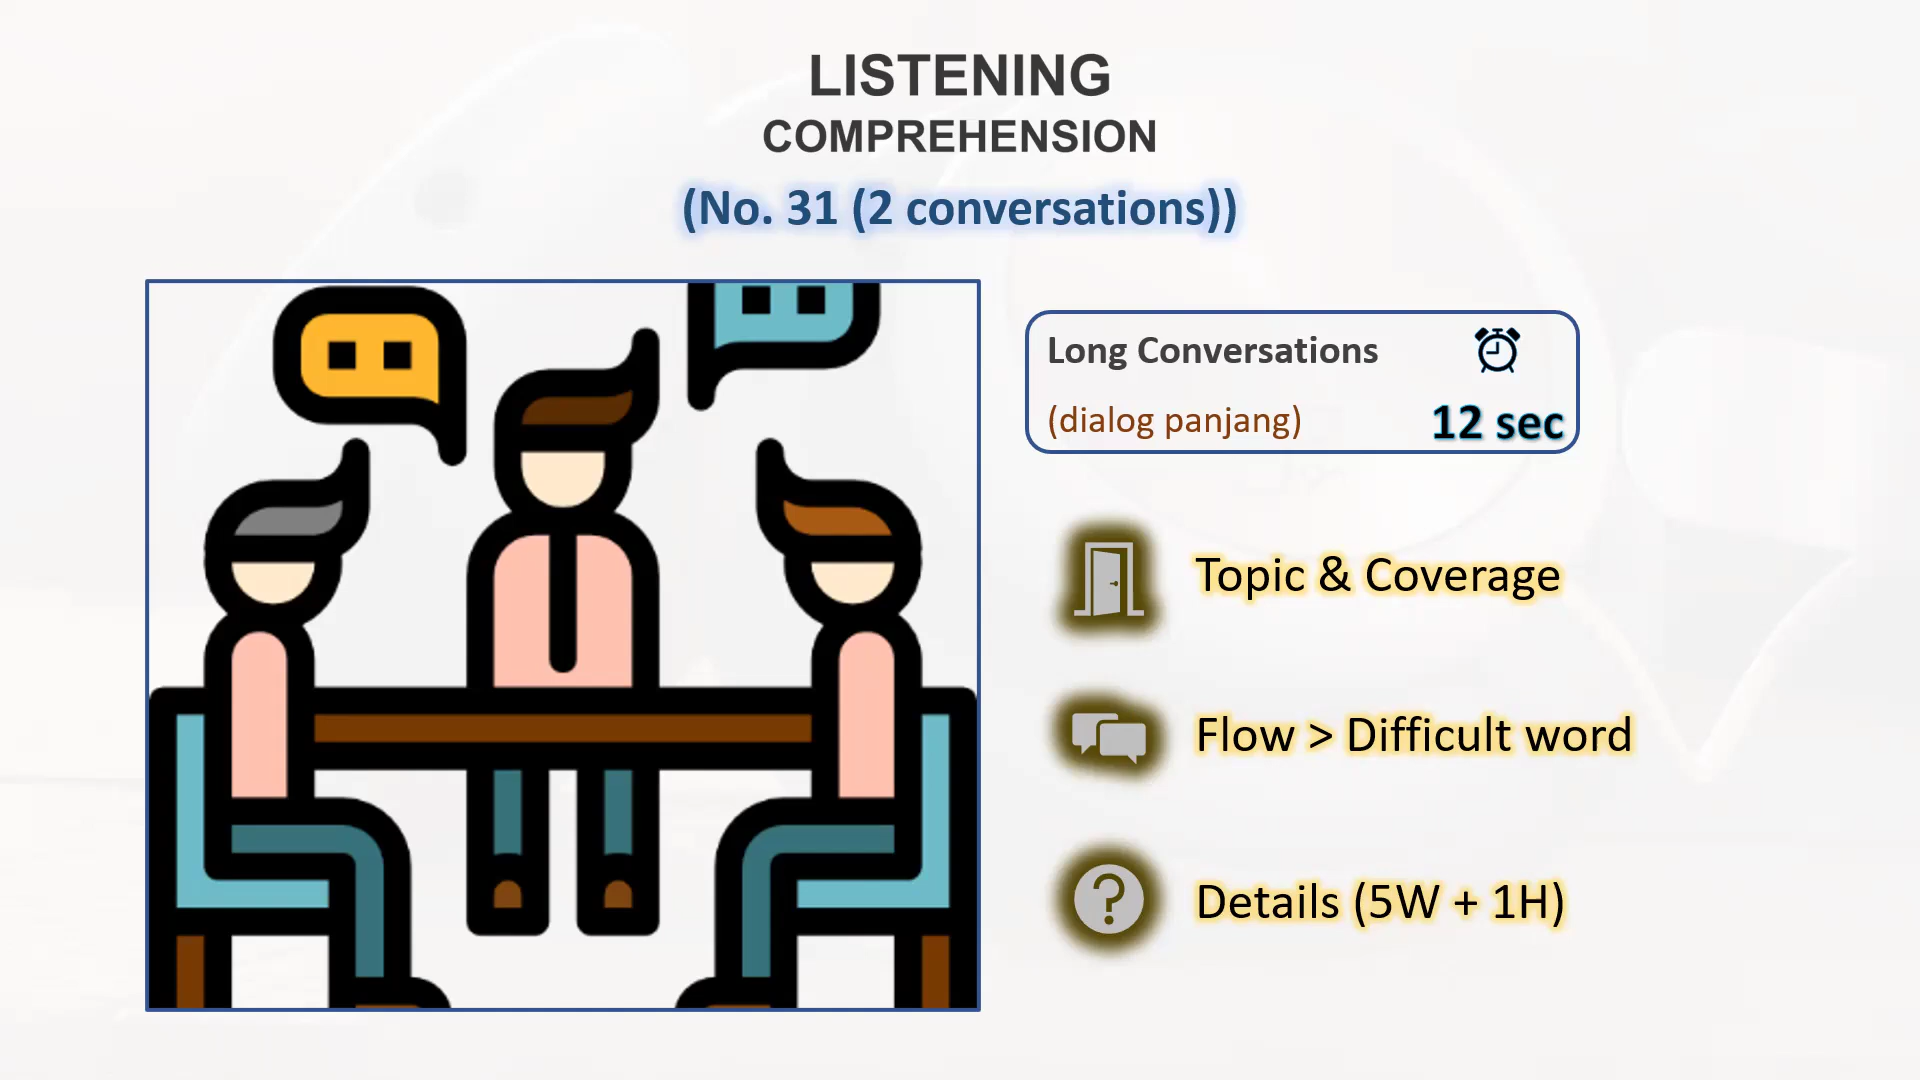 LISTENING
COMPREHENSION
(No. 31 (2 conversations))
Long Conversations
(dialog panjang)
12 sec
Topic & Coverage
Flow > Difficult word
Details (5W + 1H)